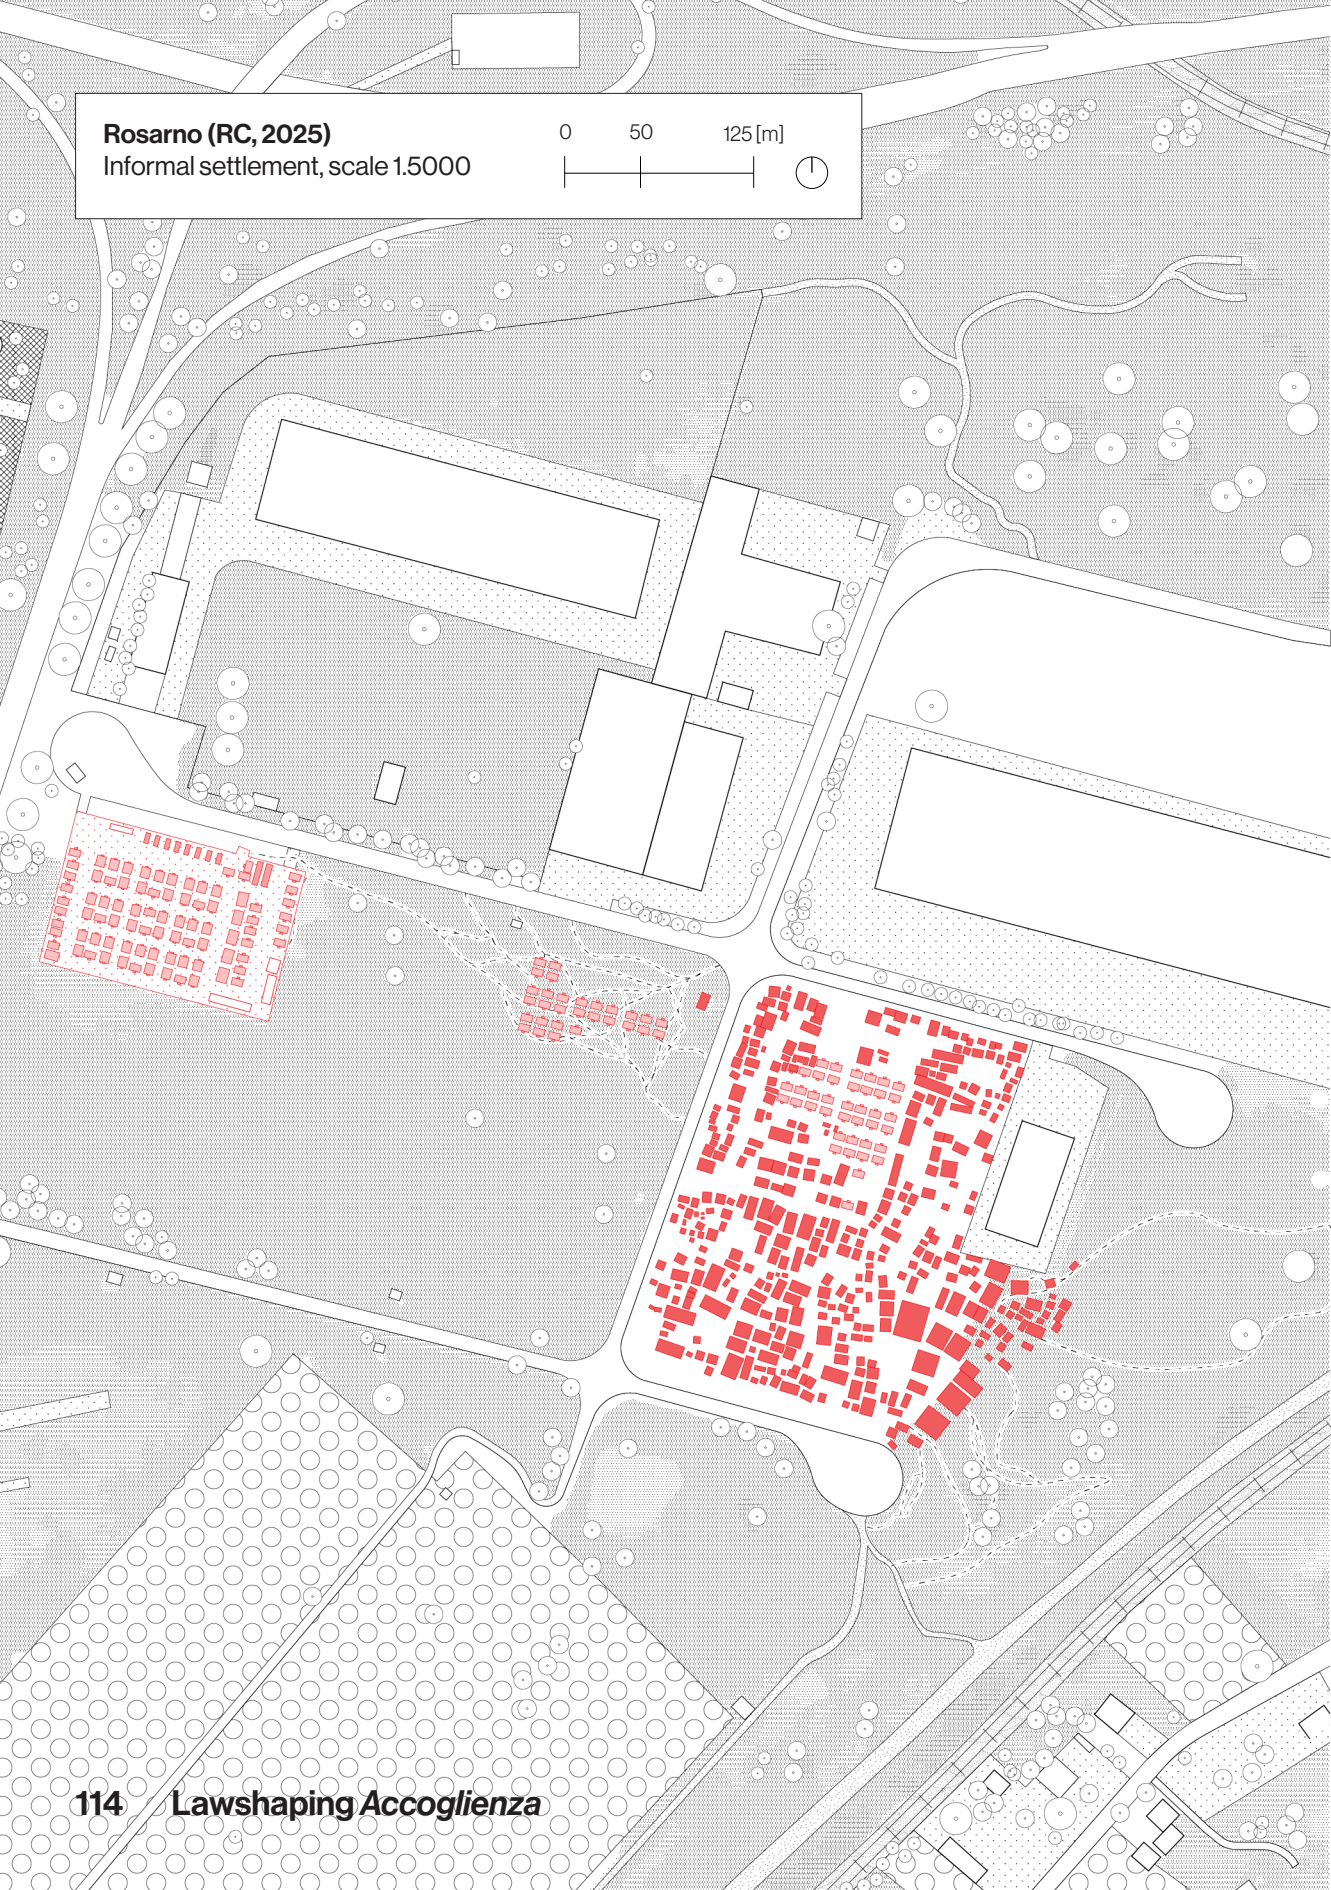 Rosarno (RC, 2025)
Informal settlement, scale 1.5000
0 50 125 [m]
114 Lawshaping Accoglienza